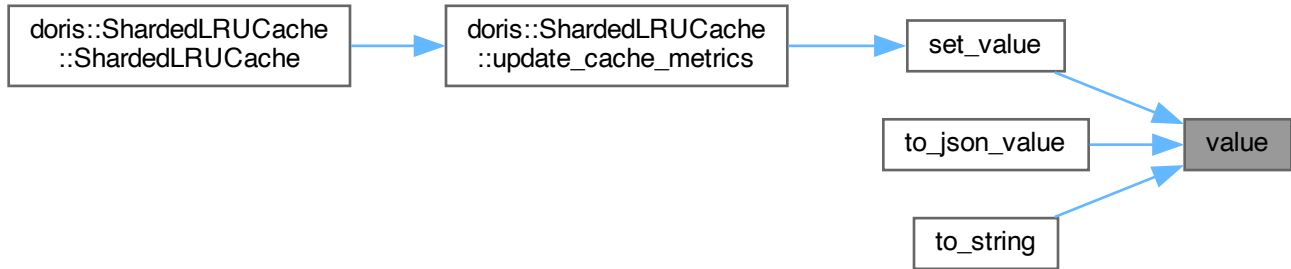 doris::ShardedLRUCache
::ShardedLRUCache
doris::ShardedLRUCache
::update_cache_metrics
set_value
to_json_value
value
to_string